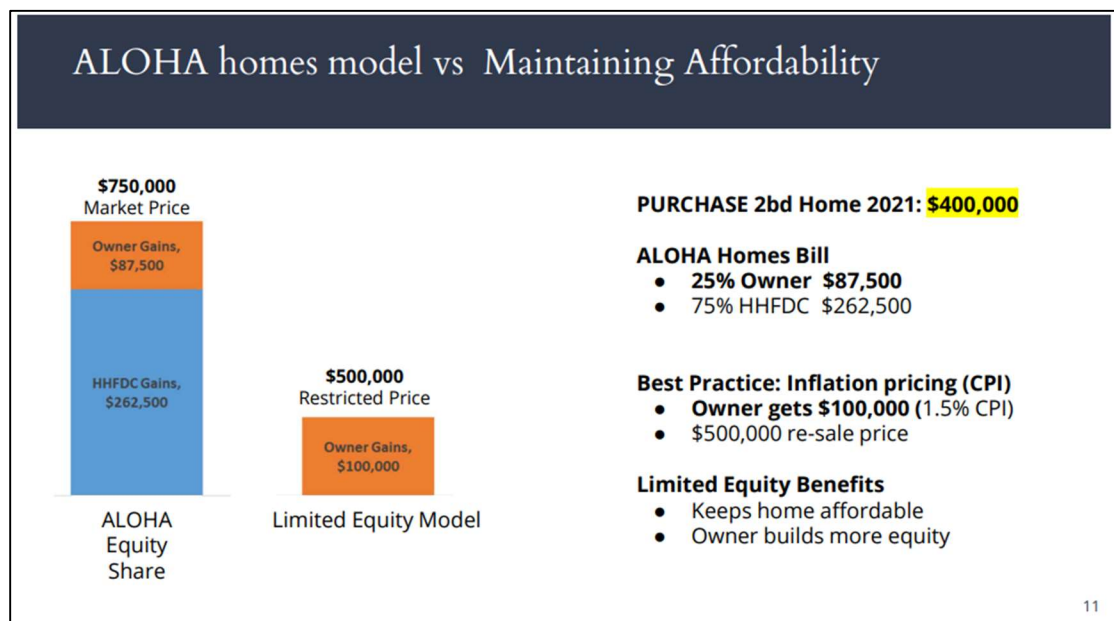 ALOHA homes model vs Maintaining Affordability
$750,000
Market Price
Owner Gains,
$87,500
HHFDC Gains,
$262,500
ALOHA
Equity
Share
$500,000
Restricted Price
Owner Gains,
$100,000
Limited Equity Model
PURCHASE 2bd Home 2021: $400,000
ALOHA Homes Bill
● 25% Owner $87,500
● 75% HHFDC $262,500
Best Practice: Inflation pricing (CPI)
● Owner gets $100,000 (1.5% CPI)
● $500,000 re-sale price
Limited Equity Benefits
● Keeps home affordable
● Owner builds more equity
11